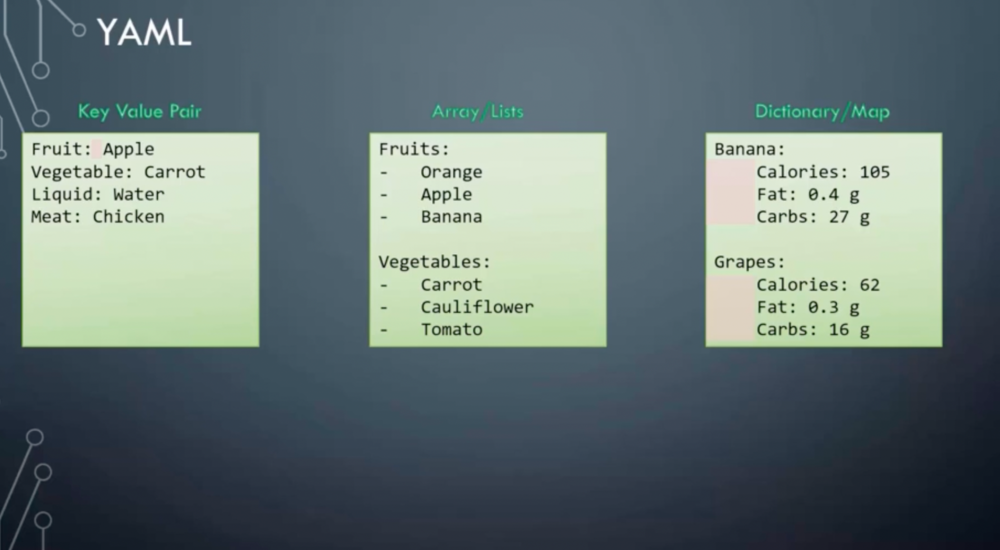 YAML
Key Value Pair
Fruit: Apple
Vegetable: Carrot
Liquid: Water
Meat: Chicken
Array/Lists
Fruits:
- Orange
- Apple
- Banana
Vegetables:
- Carrot
- Cauliflower
- Tomato
Dictionary/Map
Banana:
Calories: 105
Fat: 0.4 g
Carbs: 27 g
Grapes:
Calories: 62
Fat: 0.3 g
Carbs: 16 g